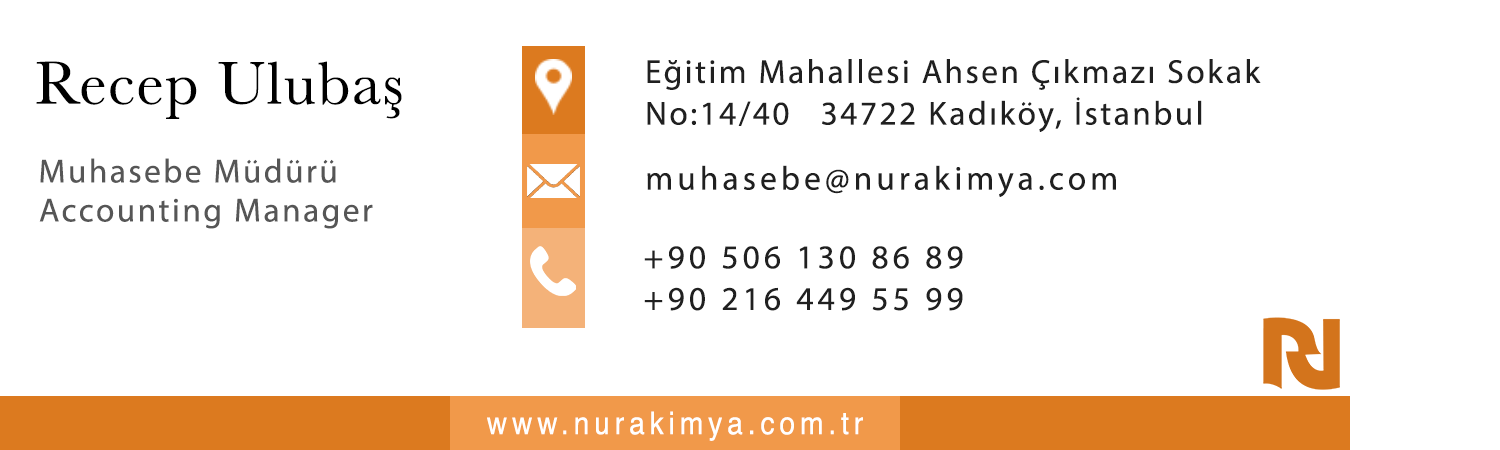 Recep Ulubaş
Muhasebe Müdürü
Accounting Manager
Eğitim Mahallesi Ahsen Çıkmazı Sokak
No:14/40 34722 Kadıköy, İstanbul
muhasebe@nurakimya.com
+90 506 130 86 89
+90 216 449 55 99
www.nurakimya.com.tr